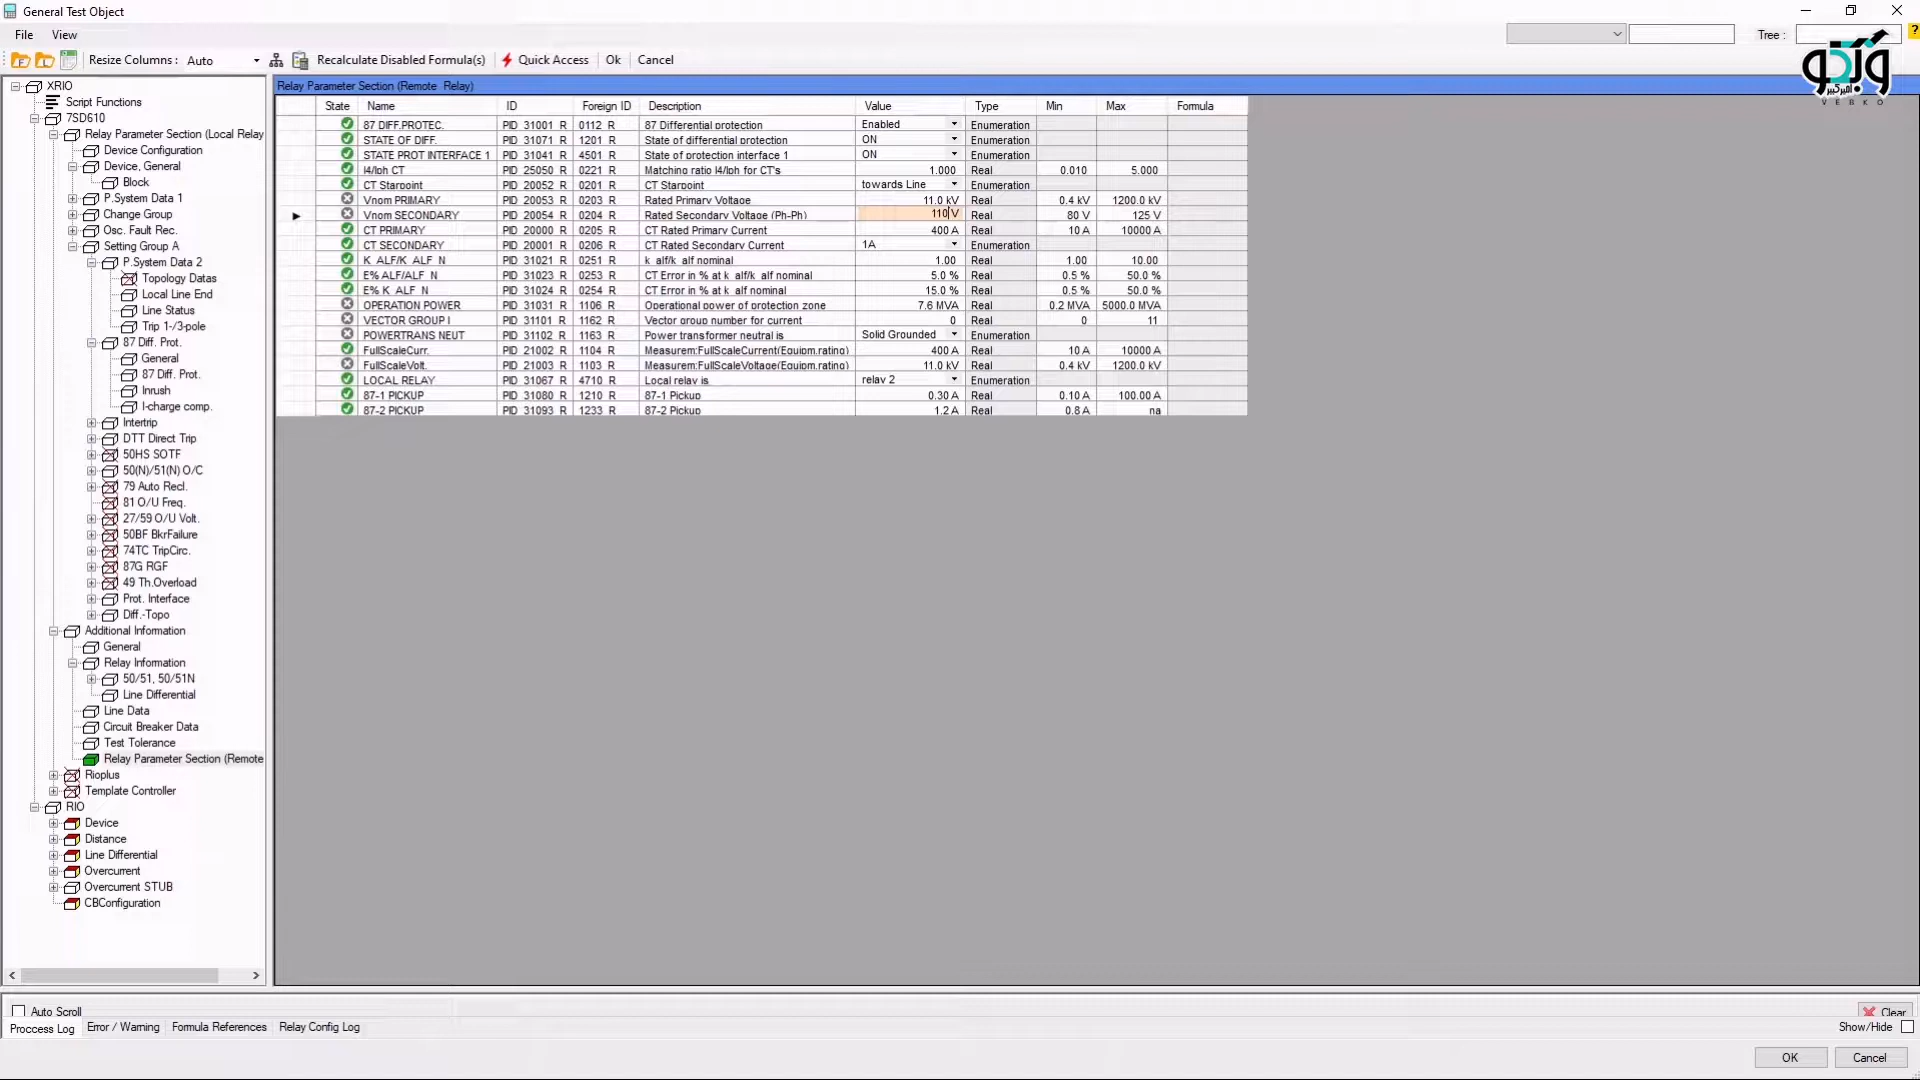 General Test Object
File View Tree : ?
Resize Columns : Auto Recalculate Disabled Formula(s) Quick Access Ok Cancel
ورکو
امیرکبیر
VERKO
XRIO
Script Functions
7SD610
Relay Parameter Section (Local Relay
Device Configuration
Device, General
Block
P.System Data 1
Change Group
Osc. Fault Rec.
Setting Group A
P.System Data 2
Topology Datas
Local Line End
Line Status
Trip 1-/3-pole
87 Diff. Prot.
General
87 Diff. Prot.
Inrush
I-charge comp.
Intertrip
DTT Direct Trip
50HS SOTF
50(N)/51(N) O/C
79 Auto Recl.
81 O/U Freq.
27/59 O/U Volt.
50BF BkrFailure
74TC TripCirc.
87G RGF
49 Th.Overload
Prot. Interface
Diff.-Topo
Additional Information
General
Relay Information
50/51, 50/51N
Line Differential
Line Data
Circuit Breaker Data
Test Tolerance
Relay Parameter Section (Remote
Rioplus
Template Controller
RIO
Device
Distance
Line Differential
Overcurrent
Overcurrent STUB
CBConfiguration
Relay Parameter Section (Remote Relay)
State Name ID Foreign ID Description Value Type Min Max Formula
87 DIFF.PROTEC. PID 31001 R 0112 R 87 Differential protection Enabled Enumeration
STATE OF DIFF. PID 31071 R 1201 R State of differential protection ON Enumeration
STATE PROT INTERFACE 1 PID 31041 R 4501 R State of protection interface 1 ON Enumeration
I4/Iph CT PID 25050 R 0221 R Matching ratio I4/Iph for CT's 1.000 Real 0.010 5.000
CT Starpoint PID 20052 R 0201 R CT Starpoint towards Line Enumeration
Vnom PRIMARY PID 20053 R 0203 R Rated Primary Voltage 11.0 kV Real 0.4 kV 1200.0 kV
Vnom SECONDARY PID 20054 R 0204 R Rated Secondary Voltage (Ph-Ph) 110 V Real 80 V 125 V
CT PRIMARY PID 20000 R 0205 R CT Rated Primary Current 400 A Real 10 A 10000 A
CT SECONDARY PID 20001 R 0206 R CT Rated Secondary Current 1A Enumeration
K ALF/K ALF N PID 31021 R 0251 R k alf/k alf nominal 1.00 Real 1.00 10.00
E% ALF/ALF N PID 31023 R 0253 R CT Error in % at k alf/k alf nominal 5.0 % Real 0.5 % 50.0 %
E% K ALF N PID 31024 R 0254 R CT Error in % at k alf nominal 15.0 % Real 0.5 % 50.0 %
OPERATION POWER PID 31031 R 1106 R Operational power of protection zone 7.6 MVA Real 0.2 MVA 5000.0 MVA
VECTOR GROUP I PID 31101 R 1162 R Vector group number for current 0 Real 0 11
POWERTRANS NEUT PID 31102 R 1163 R Power transformer neutral is Solid Grounded Enumeration
FullScaleCurr. PID 21002 R 1104 R Measurem:FullScaleCurrent(Equipm.rating) 400 A Real 10 A 10000 A
FullScaleVolt. PID 21003 R 1103 R Measurem:FullScaleVoltage(Equipm.rating) 11.0 kV Real 0.4 kV 1200.0 kV
LOCAL RELAY PID 31067 R 4710 R Local relay is relay 2 Enumeration
87-1 PICKUP PID 31080 R 1210 R 87-1 Pickup 0.30 A Real 0.10 A 100.00 A
87-2 PICKUP PID 31093 R 1233 R 87-2 Pickup 1.2 A Real 0.8 A na
Auto Scroll Clear
Proccess Log Error / Warning Formula References Relay Config Log Show/Hide
OK Cancel